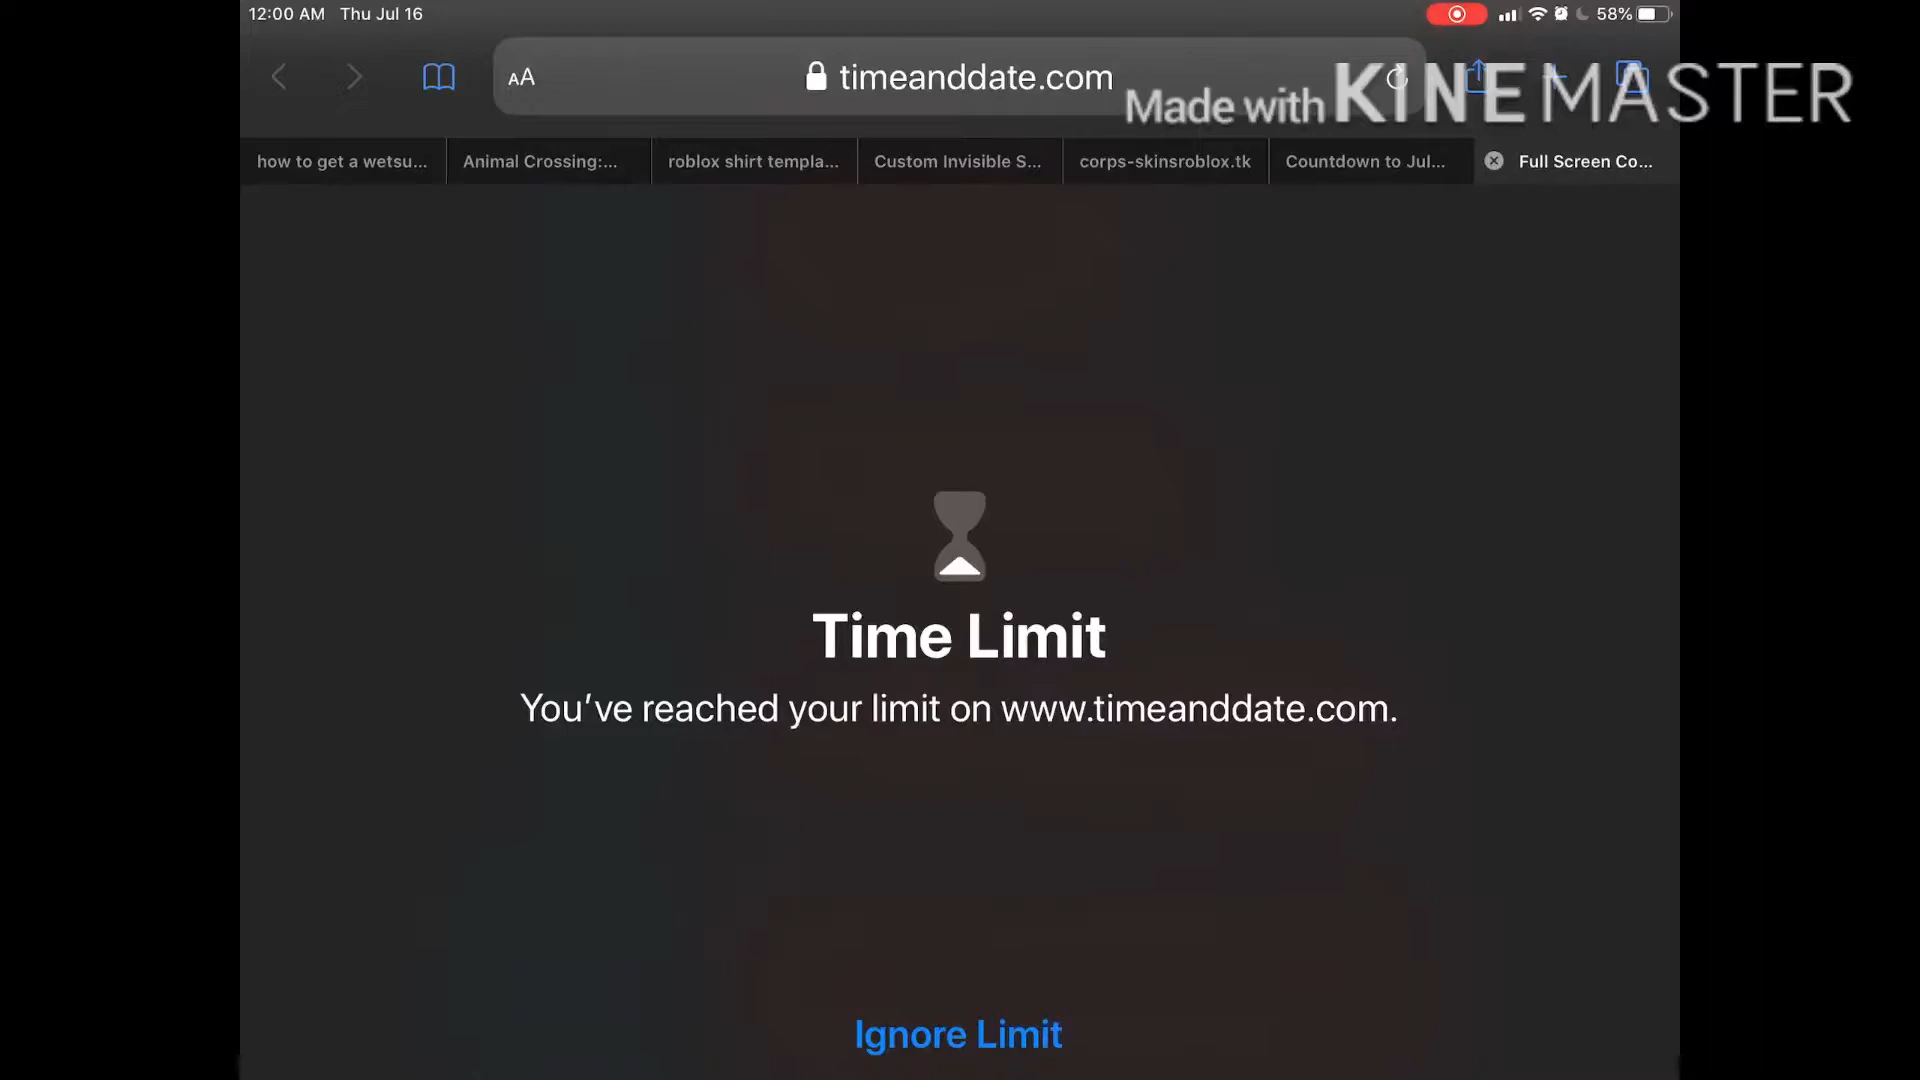 12:00 AM Thu Jul 16
58%
AA
timeanddate.com
Made with KINEMASTER
how to get a wetsu...
Animal Crossing:...
roblox shirt templa...
Custom Invisible S...
corps-skinsroblox.tk
Countdown to Jul...
Full Screen Co...
Time Limit
You’ve reached your limit on www.timeanddate.com.
Ignore Limit